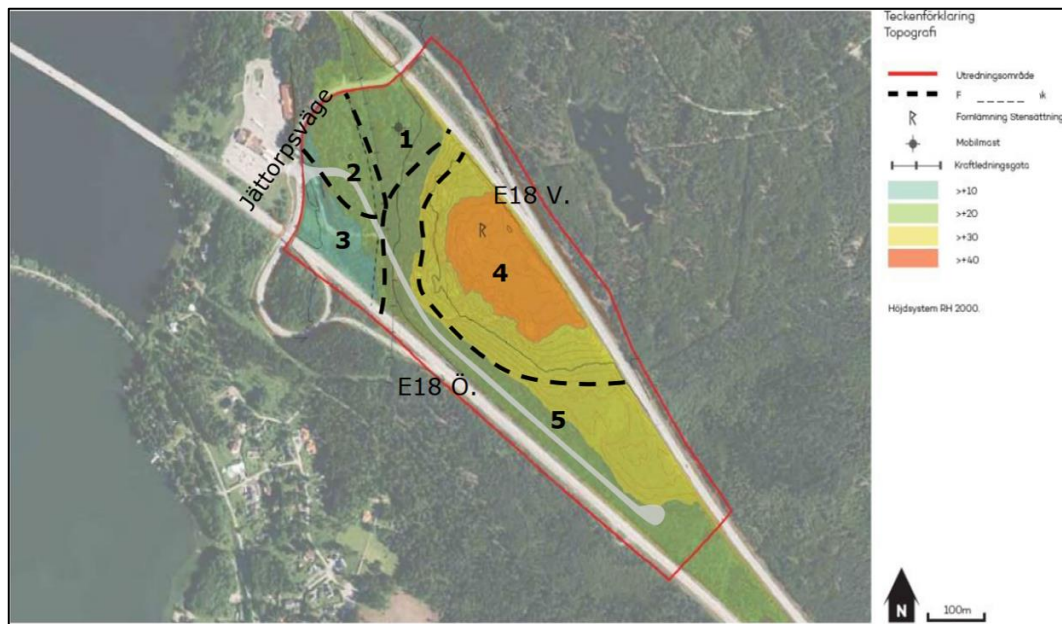 Teckenförklaring
Topografi
Utredningsområde
F
Fornlämning Stensättning
Mobilmast
Kraftledningsgata
>+10
>+20
>+30
>+40
Höjdsystem RH 2000.
Jättorpsväge
E18 V.
E18 Ö.
1
2
3
4
5
R
R
N
100m